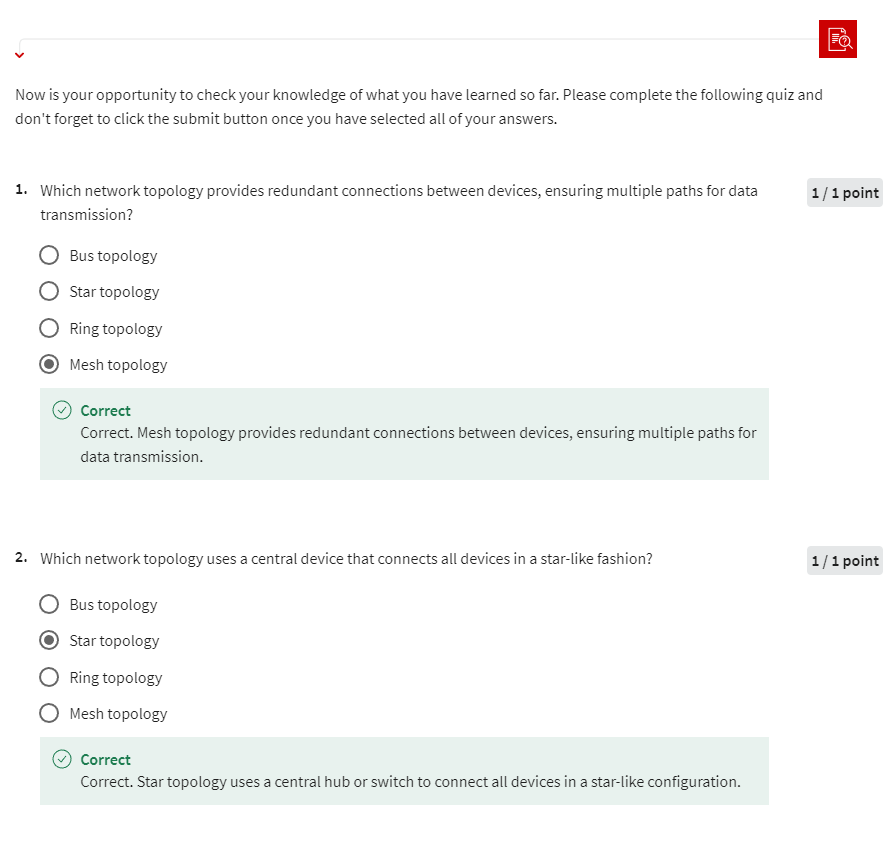 Now is your opportunity to check your knowledge of what you have learned so far. Please complete the following quiz and
don't forget to click the submit button once you have selected all of your answers.
1. Which network topology provides redundant connections between devices, ensuring multiple paths for data
transmission?
1 / 1 point
Bus topology
Star topology
Ring topology
Mesh topology
Correct
Correct. Mesh topology provides redundant connections between devices, ensuring multiple paths for
data transmission.
2. Which network topology uses a central device that connects all devices in a star-like fashion?
1 / 1 point
Bus topology
Star topology
Ring topology
Mesh topology
Correct
Correct. Star topology uses a central hub or switch to connect all devices in a star-like configuration.